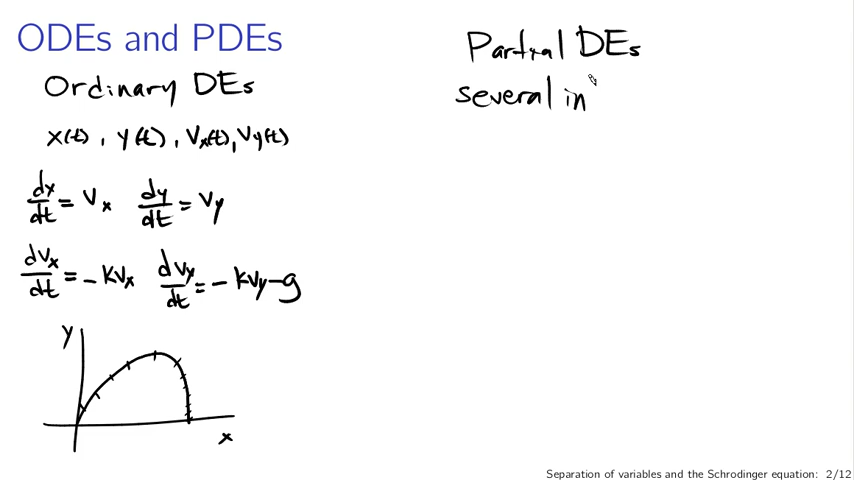 ODEs and PDEs
Ordinary DEs
x(t), y(t), Vx(t), Vy(t)
dx/dt = Vx dy/dt = Vy
dVx/dt = -kVx dVy/dt = -kVy-g
y
x
Partial DEs
several in
Separation of variables and the Schrodinger equation: 2/12